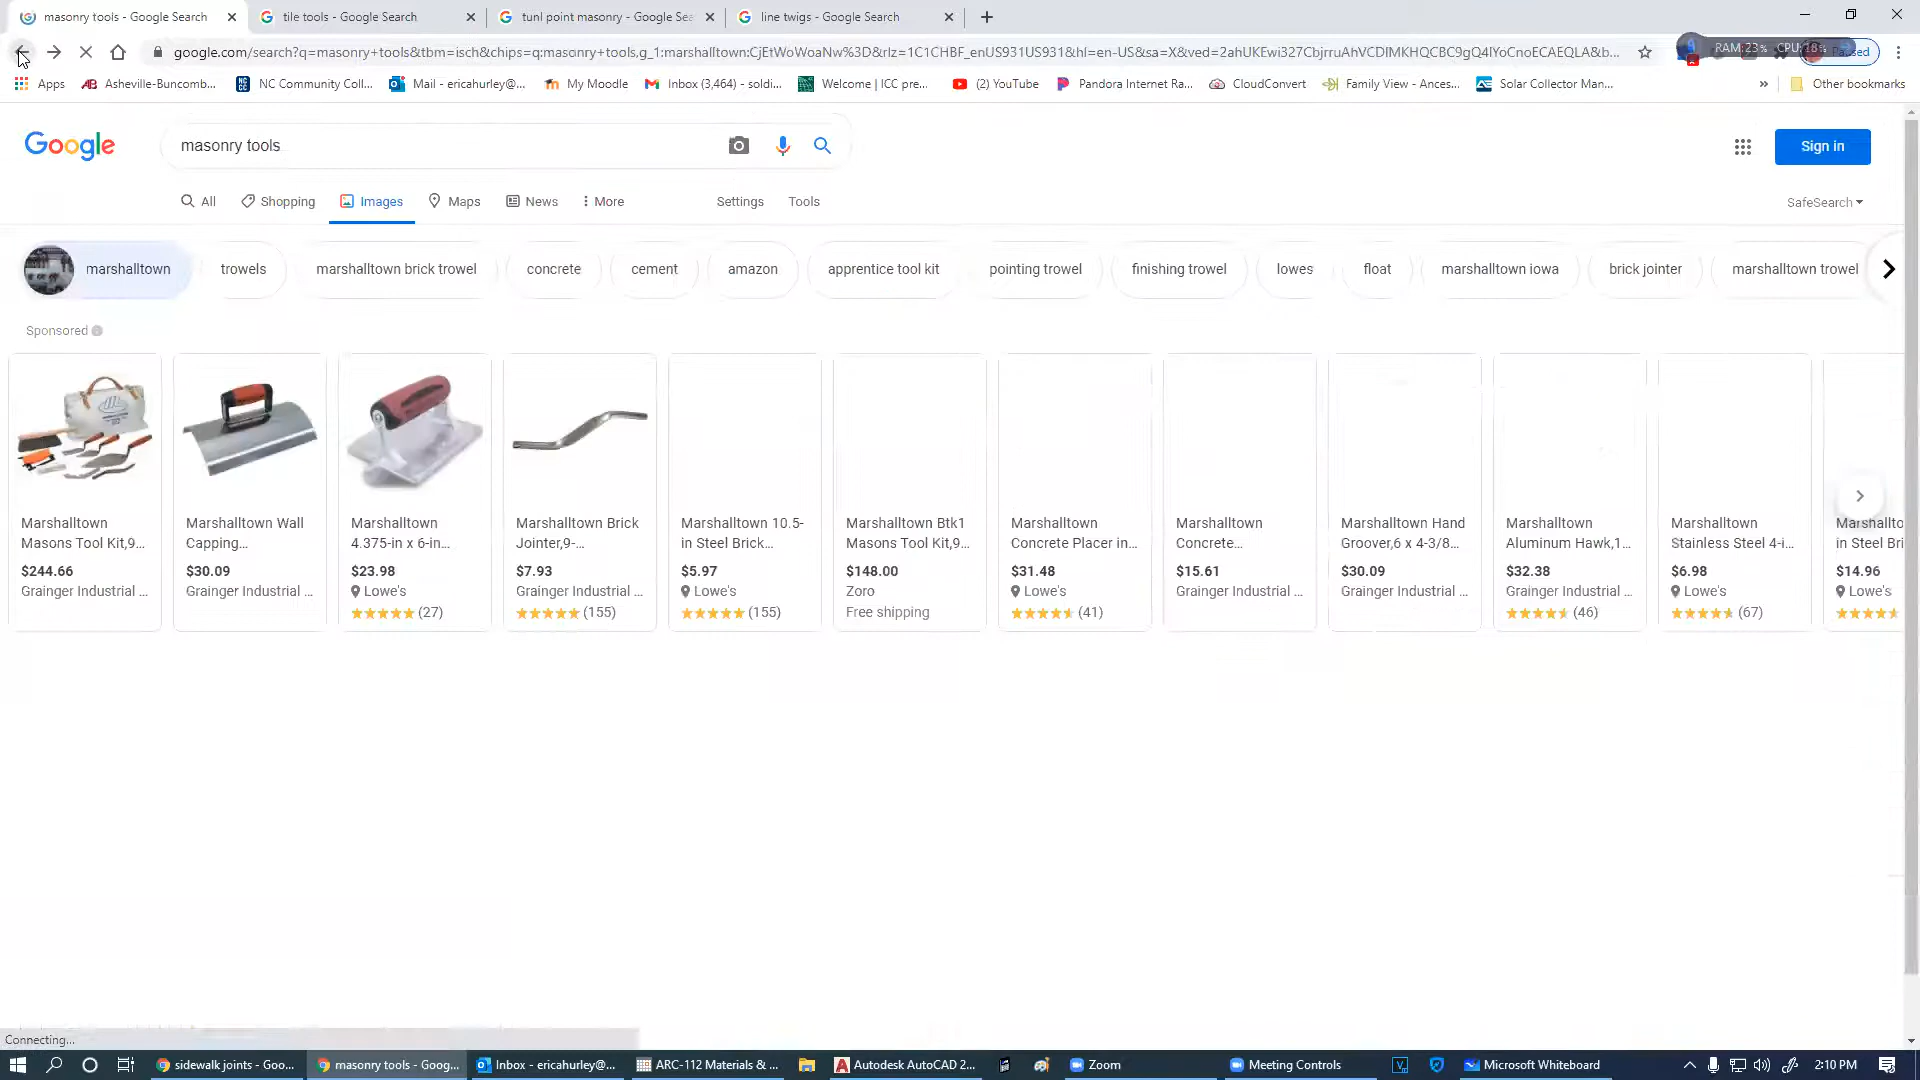 masonry tools - Google Search
tile tools - Google Search
tunl point masonry - Google Sea
line twigs - Google Search
google.com/search?q=masonry+tools&tbm=isch&chips=q:masonry+tools,g_1:marshalltown:CjEtWoWoaNw%3D&rlz=1C1CHBF_enUS931US931&hl=en-US&sa=X&ved=2ahUKEwi327CbjrruAhVCDlMKHQCBC9gQ4lYoCnoECAEQLA&b...
RAM:23% CPU:18%
Paused
Apps
Asheville-Buncomb...
NC Community Coll...
Mail - ericahurley@...
My Moodle
Inbox (3,464) - soldi...
Welcome | ICC pre...
(2) YouTube
Pandora Internet Ra...
CloudConvert
Family View - Ances...
Solar Collector Man...
»
Other bookmarks
Google
masonry tools
Sign in
All
Shopping
Images
Maps
News
More
Settings
Tools
SafeSearch
marshalltown
trowels
marshalltown brick trowel
concrete
cement
amazon
apprentice tool kit
pointing trowel
finishing trowel
lowes
float
marshalltown iowa
brick jointer
marshalltown trowel
Sponsored
Marshalltown
Masons Tool Kit,9...
$244.66
Grainger Industrial ...
Marshalltown Wall
Capping...
$30.09
Grainger Industrial ...
Marshalltown
4.375-in x 6-in...
$23.98
Lowe's
(27)
Marshalltown Brick
Jointer,9-...
$7.93
Grainger Industrial ...
(155)
Marshalltown 10.5-
in Steel Brick...
$5.97
Lowe's
(155)
Marshalltown Btk1
Masons Tool Kit,9...
$148.00
Zoro
Free shipping
Marshalltown
Concrete Placer in...
$31.48
Lowe's
(41)
Marshalltown
Concrete...
$15.61
Grainger Industrial ...
Marshalltown Hand
Groover,6 x 4-3/8...
$30.09
Grainger Industrial ...
Marshalltown
Aluminum Hawk,1...
$32.38
Grainger Industrial ...
(46)
Marshalltown
Stainless Steel 4-i...
$6.98
Lowe's
(67)
Marshallto
in Steel Bri
$14.96
Lowe's
Connecting...
sidewalk joints - Goo...
masonry tools - Goog...
Inbox - ericahurley@...
ARC-112 Materials & ...
Autodesk AutoCAD 2...
Zoom
Meeting Controls
Microsoft Whiteboard
2:10 PM